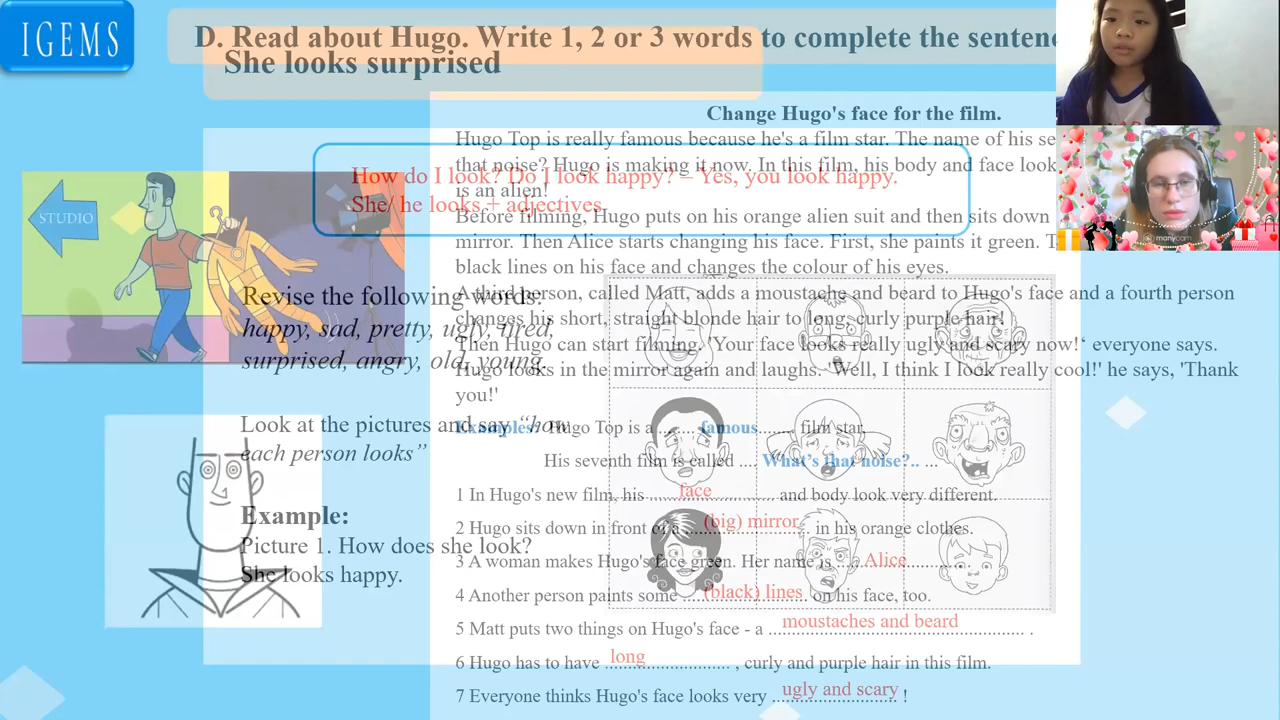 IGEMS
D. Read about Hugo. Write 1, 2 or 3 words to complete the senten
She looks surprised
Change Hugo's face for the film.
Hugo Top is really famous because he's a film star. The name of his se
that noise? Hugo is making it now. In this film, his body and face look
is an alien!
How do I look? Do I look happy? – Yes, you look happy.
She/ he looks + adjectives.
Before filming, Hugo puts on his orange alien suit and then sits down
mirror. Then Alice starts changing his face. First, she paints it green. T
black lines on his face and changes the colour of his eyes.
A third person, called Matt, adds a moustache and beard to Hugo's face and a fourth person
changes his short, straight blonde hair to long, curly purple hair!
Then Hugo can start filming. 'Your face looks really ugly and scary now!' everyone says.
Hugo looks in the mirror again and laughs. 'Well, I think I look really cool!' he says, 'Thank
you!'
STUDIO
Revise the following words:
happy, sad, pretty, ugly, tired,
surprised, angry, old, young.
Look at the pictures and say “how
each person looks”
Example:
Picture 1. How does she look?
She looks happy.
Examples: Hugo Top is a ....... famous........ film star.
His seventh film is called .... What's that noise?.. ...
1 In Hugo's new film, his ... face ... and body look very different.
2 Hugo sits down in front of a ... (big) mirror ... in his orange clothes.
3 A woman makes Hugo's face green. Her name is .... Alice............
4 Another person paints some .... (black) lines ... on his face, too.
5 Matt puts two things on Hugo's face - a ... moustaches and beard ... .
6 Hugo has to have ... long ... , curly and purple hair in this film.
7 Everyone thinks Hugo's face looks very ... ugly and scary ... !
manycam